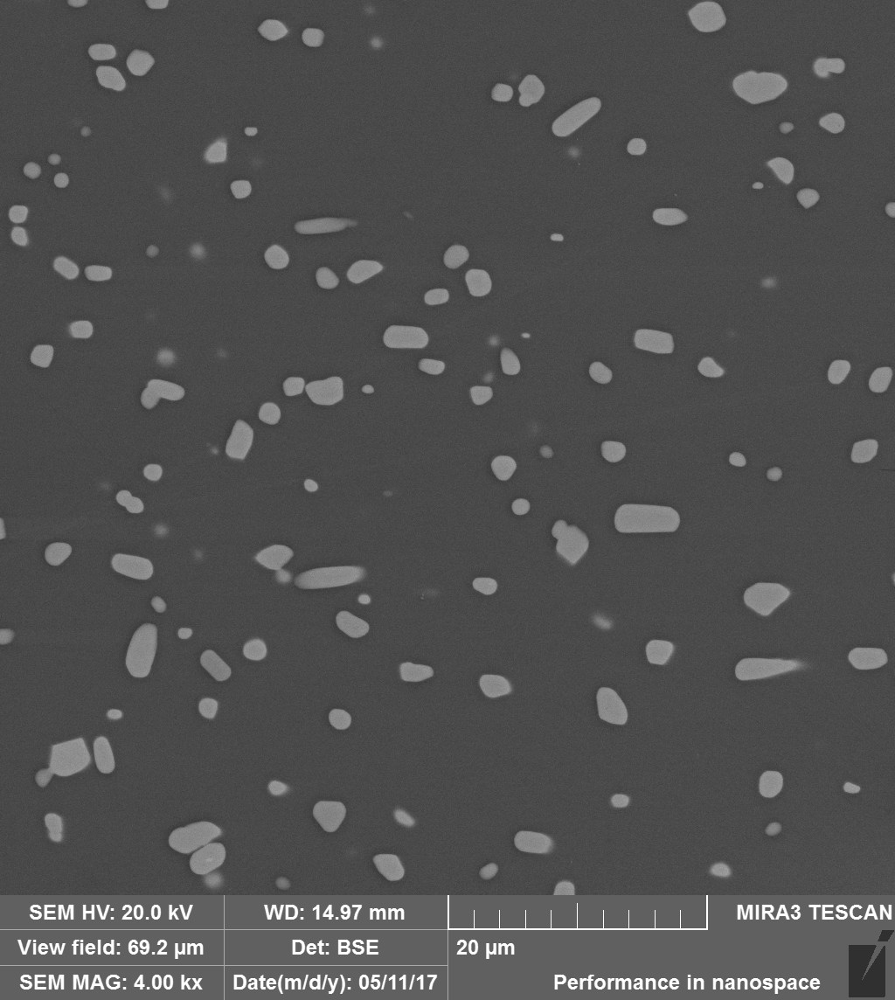 SEM HV: 20.0 kV
WD: 14.97 mm
MIRA3 TESCAN
View field: 69.2 µm
Det: BSE
20 µm
SEM MAG: 4.00 kx
Date(m/d/y): 05/11/17
Performance in nanospace